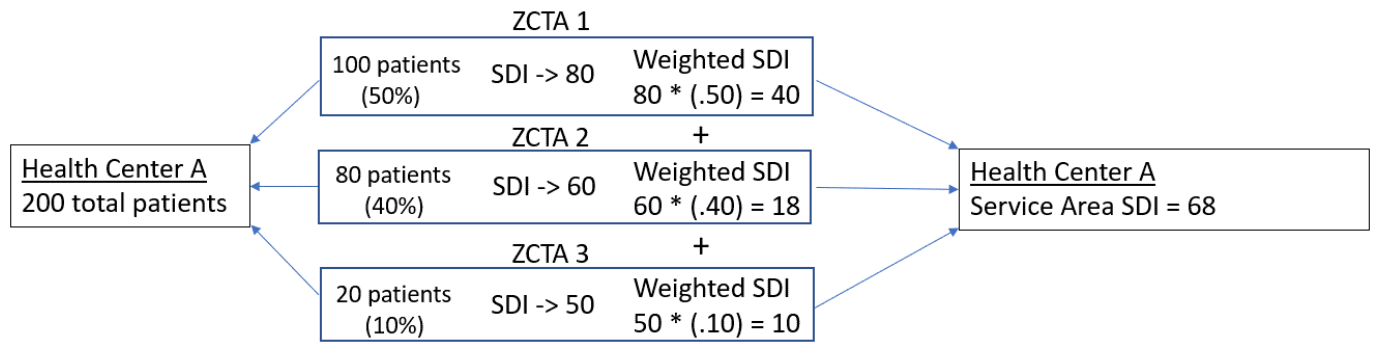 ZCTA 1
100 patients
(50%)
SDI -> 80
Weighted SDI
80 * (.50) = 40
+
ZCTA 2
80 patients
(40%)
SDI -> 60
Weighted SDI
60 * (.40) = 18
+
ZCTA 3
20 patients
(10%)
SDI -> 50
Weighted SDI
50 * (.10) = 10
Health Center A
200 total patients
Health Center A
Service Area SDI = 68